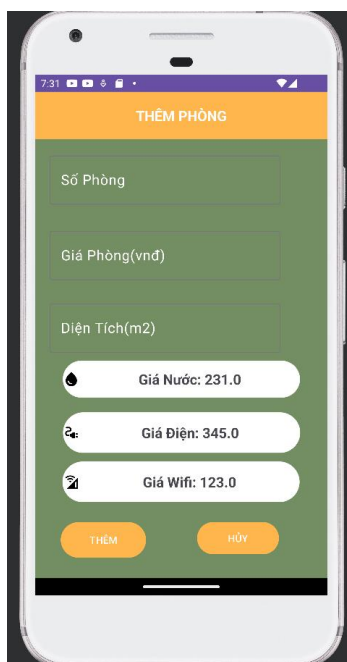 7:31
THÊM PHÒNG
Số Phòng
Giá Phòng(vnđ)
Diện Tích(m2)
Giá Nước: 231.0
Giá Điện: 345.0
Giá Wifi: 123.0
THÊM
HỦY